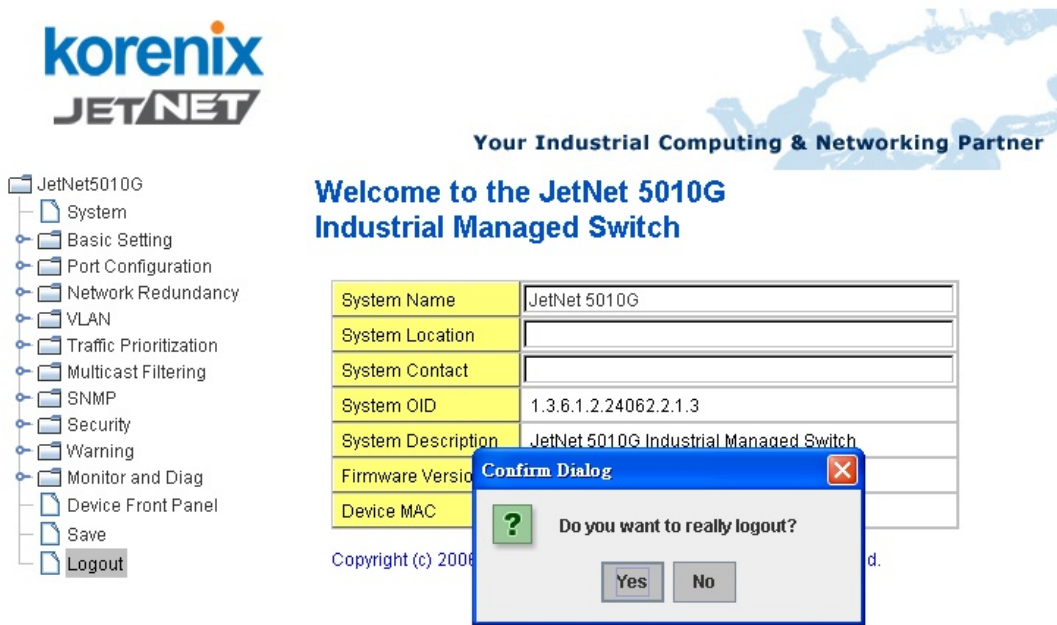 korenix
JETNET
Your Industrial Computing & Networking Partner
JetNet5010G
System
Basic Setting
Port Configuration
Network Redundancy
VLAN
Traffic Prioritization
Multicast Filtering
SNMP
Security
Warning
Monitor and Diag
Device Front Panel
Save
Logout
Welcome to the JetNet 5010G
Industrial Managed Switch
System Name JetNet 5010G
System Location
System Contact
System OID 1.3.6.1.2.24062.2.1.3
System Description JetNet 5010G Industrial Managed Switch
Firmware Versio
Device MAC
Copyright (c) 2006 d.
Confirm Dialog
Do you want to really logout?
Yes No